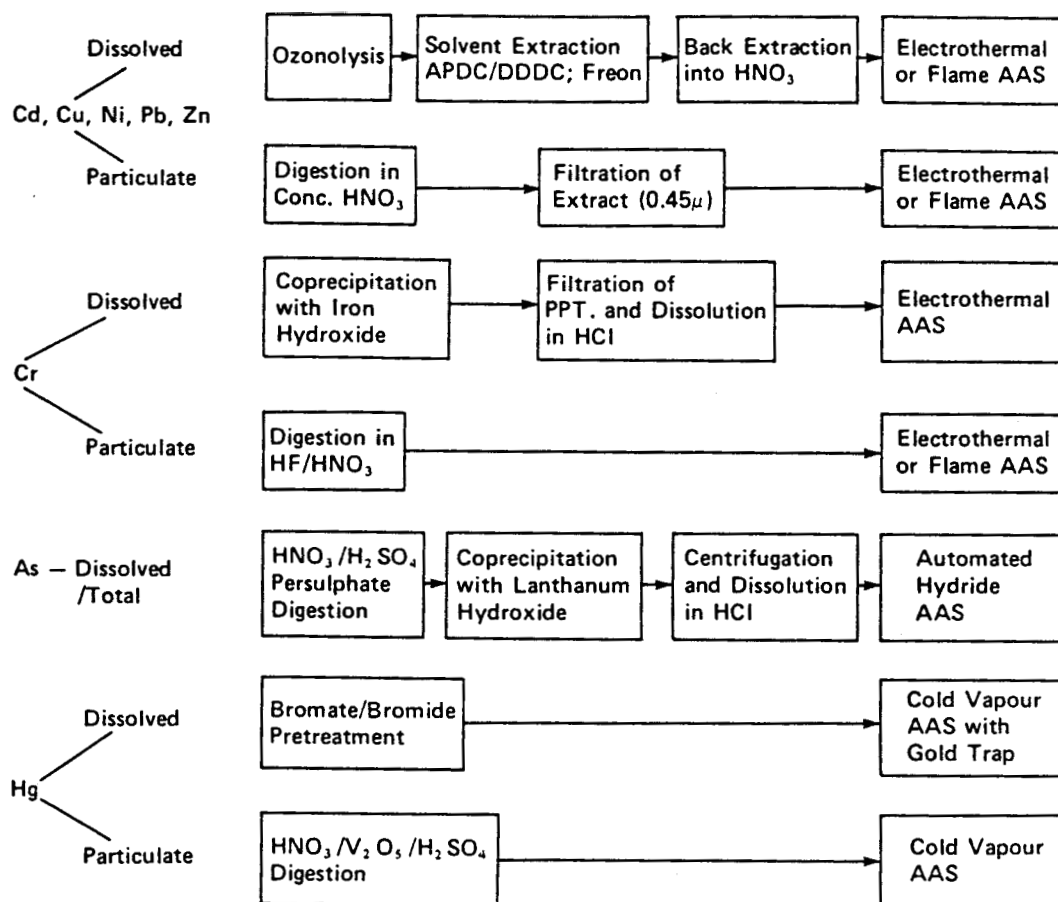 Dissolved
Cd, Cu, Ni, Pb, Zn
Particulate
Ozonolysis
Solvent Extraction
APDC/DDDC; Freon
Back Extraction
into HNO₃
Electrothermal
or Flame AAS
Digestion in
Conc. HNO₃
Filtration of
Extract (0.45μ)
Electrothermal
or Flame AAS
Dissolved
Cr
Particulate
Coprecipitation
with Iron
Hydroxide
Filtration of
PPT. and Dissolution
in HCl
Electrothermal
AAS
Digestion in
HF/HNO₃
Electrothermal
or Flame AAS
As – Dissolved
/Total
HNO₃/H₂SO₄
Persulphate
Digestion
Coprecipitation
with Lanthanum
Hydroxide
Centrifugation
and Dissolution
in HCl
Automated
Hydride
AAS
Dissolved
Hg
Particulate
Bromate/Bromide
Pretreatment
Cold Vapour
AAS with
Gold Trap
HNO₃/V₂O₅/H₂SO₄
Digestion
Cold Vapour
AAS